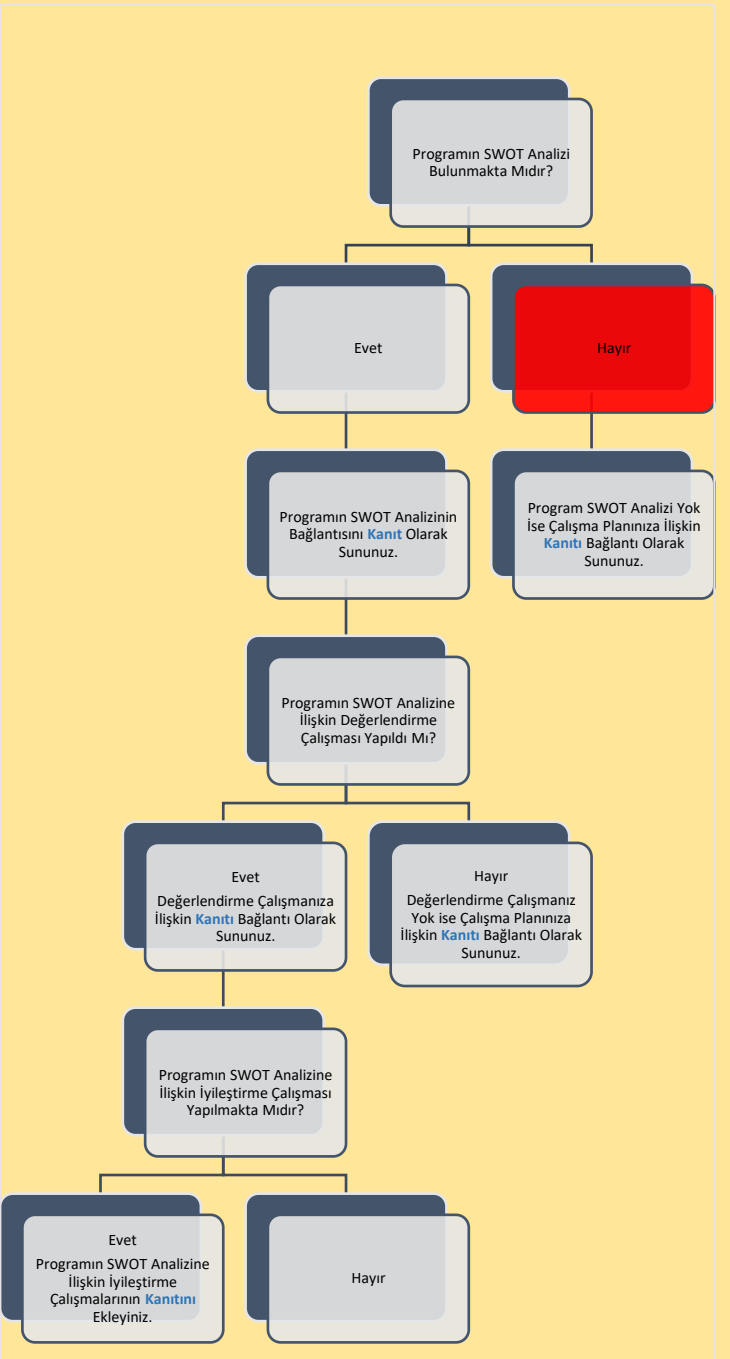 Programın SWOT Analizi
Bulunmakta Mıdır?
Evet
Hayır
Programın SWOT Analizinin
Bağlantısını Kanıt Olarak
Sununuz.
Program SWOT Analizi Yok
İse Çalışma Planınıza İlişkin
Kanıtı Bağlantı Olarak
Sununuz.
Programın SWOT Analizine
İlişkin Değerlendirme
Çalışması Yapıldı Mı?
Evet
Değerlendirme Çalışmanıza
İlişkin Kanıtı Bağlantı Olarak
Sununuz.
Hayır
Değerlendirme Çalışmanız
Yok ise Çalışma Planınıza
İlişkin Kanıtı Bağlantı Olarak
Sununuz.
Programın SWOT Analizine
İlişkin İyileştirme Çalışması
Yapılmakta Mıdır?
Evet
Programın SWOT Analizine
İlişkin İyileştirme
Çalışmalarının Kanıtını
Ekleyiniz.
Hayır